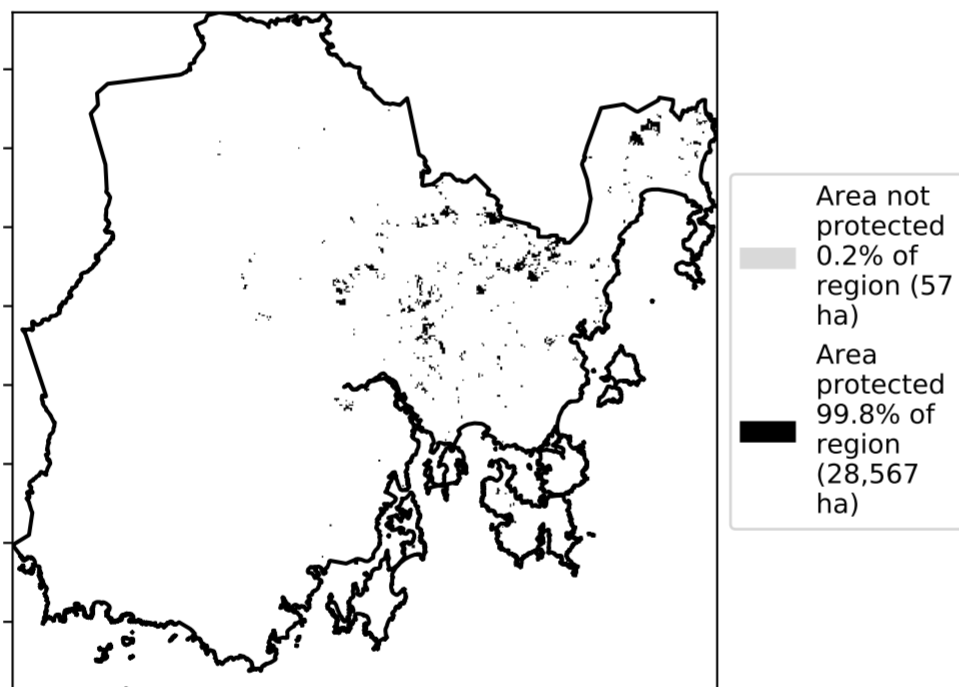 Area not
protected
0.2% of
region (57
ha)
Area
protected
99.8% of
region
(28,567
ha)